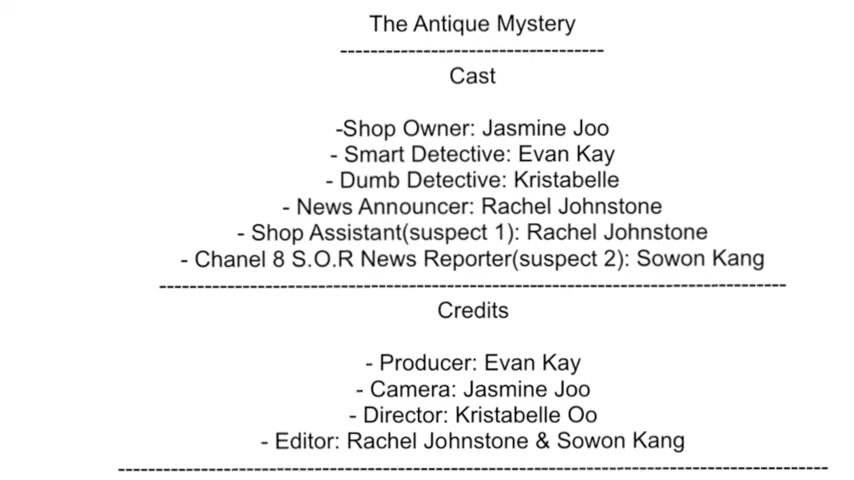 The Antique Mystery
-----------------------------------
Cast
-Shop Owner: Jasmine Joo
- Smart Detective: Evan Kay
- Dumb Detective: Kristabelle
- News Announcer: Rachel Johnstone
- Shop Assistant(suspect 1): Rachel Johnstone
- Chanel 8 S.O.R News Reporter(suspect 2): Sowon Kang
-----------------------------------------------------------------------------------
Credits
- Producer: Evan Kay
- Camera: Jasmine Joo
- Director: Kristabelle Oo
- Editor: Rachel Johnstone & Sowon Kang
----------------------------------------------------------------------------------------------